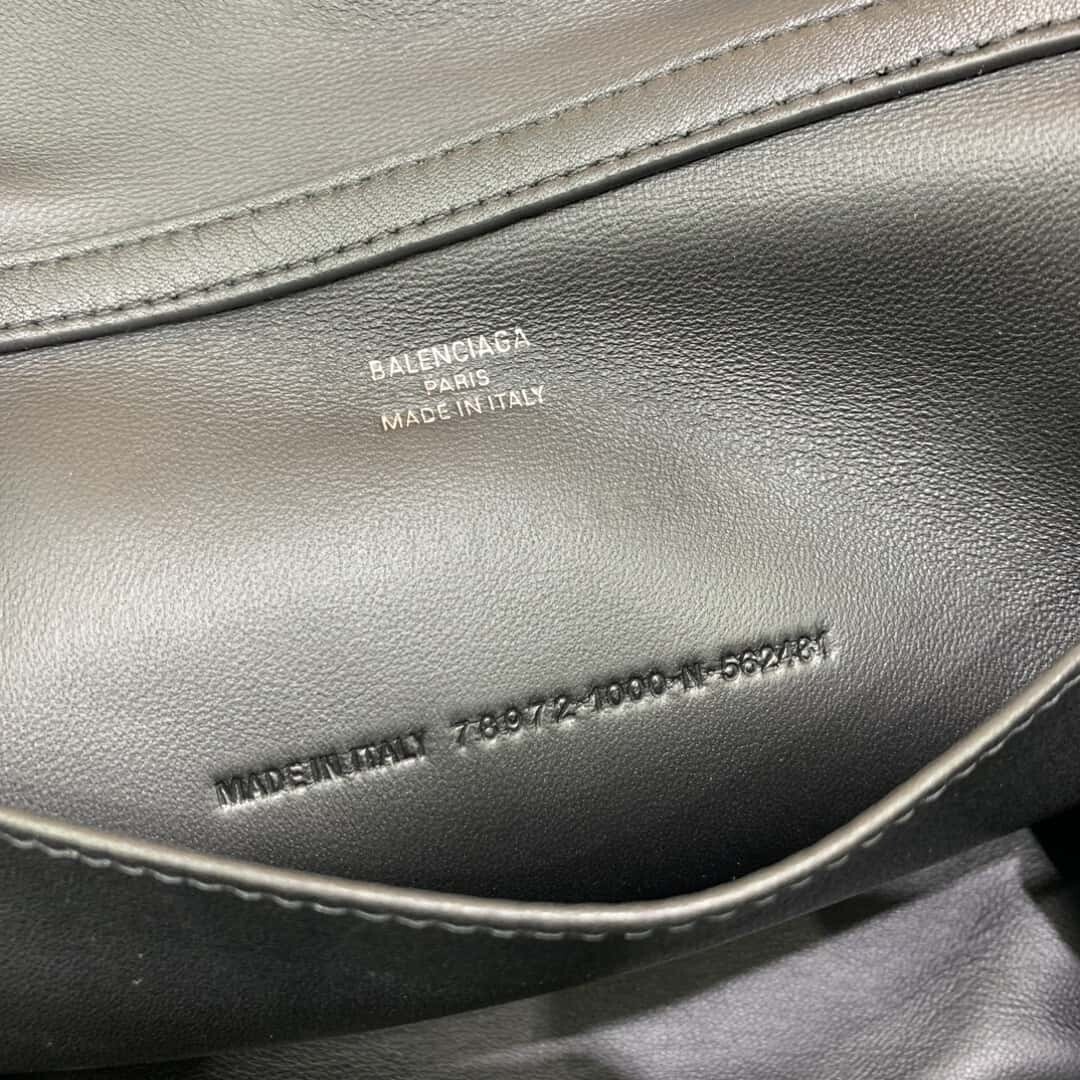 BALENCIAGA
PARIS
MADE IN ITALY
MADE IN ITALY 78972-1000-N-562481